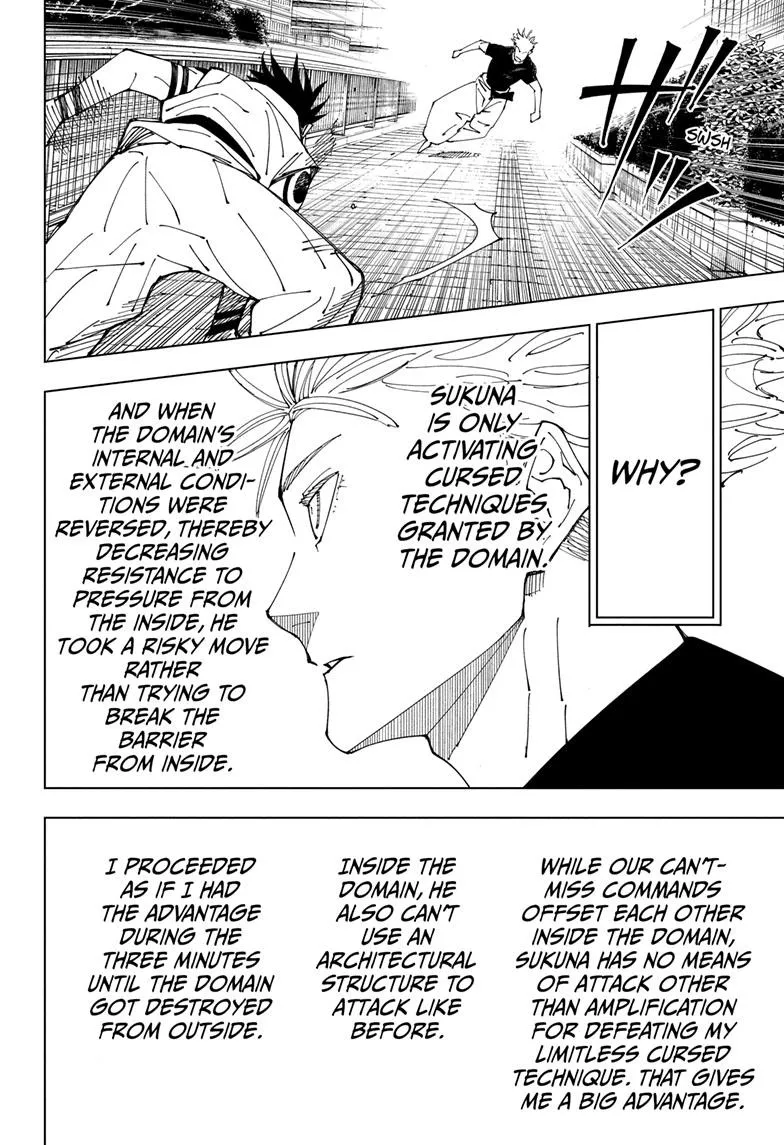 ザザッ
SWSH
WHY?
SUKUNA
IS ONLY
ACTIVATING
CURSED
TECHNIQUES
GRANTED BY
THE DOMAIN.
AND WHEN
THE DOMAIN'S
INTERNAL AND
EXTERNAL CONDI-
TIONS WERE
REVERSED, THEREBY
DECREASING
RESISTANCE TO
PRESSURE FROM
THE INSIDE, HE
TOOK A RISKY MOVE
RATHER
THAN TRYING TO
BREAK THE
BARRIER
FROM INSIDE.
WHILE OUR CAN'T-
MISS COMMANDS
OFFSET EACH OTHER
INSIDE THE DOMAIN,
SUKUNA HAS NO MEANS
OF ATTACK OTHER
THAN AMPLIFICATION
FOR DEFEATING MY
LIMITLESS CURSED
TECHNIQUE. THAT GIVES
ME A BIG ADVANTAGE.
INSIDE THE
DOMAIN, HE
ALSO CAN'T
USE AN
ARCHITECTURAL
STRUCTURE TO
ATTACK LIKE
BEFORE.
I PROCEEDED
AS IF I HAD
THE ADVANTAGE
DURING THE
THREE MINUTES
UNTIL THE DOMAIN
GOT DESTROYED
FROM OUTSIDE.